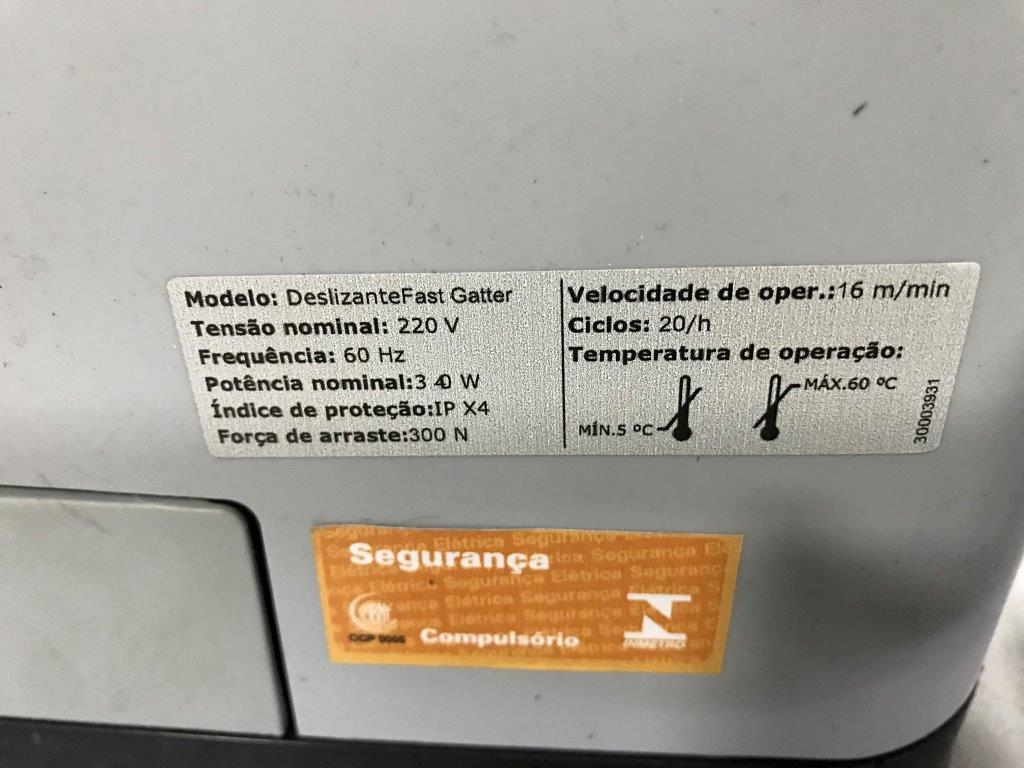 Modelo: DeslizanteFast Gatter
Tensão nominal: 220 V
Frequência: 60 Hz
Potência nominal:3 0 W
Índice de proteção:IP X4
Força de arraste:300 N
Velocidade de oper.:16 m/min
Ciclos: 20/h
Temperatura de operação:
MÍN.5 ºC
MÁX.60 ºC
30003931
Segurança
Compulsório
INMETRO